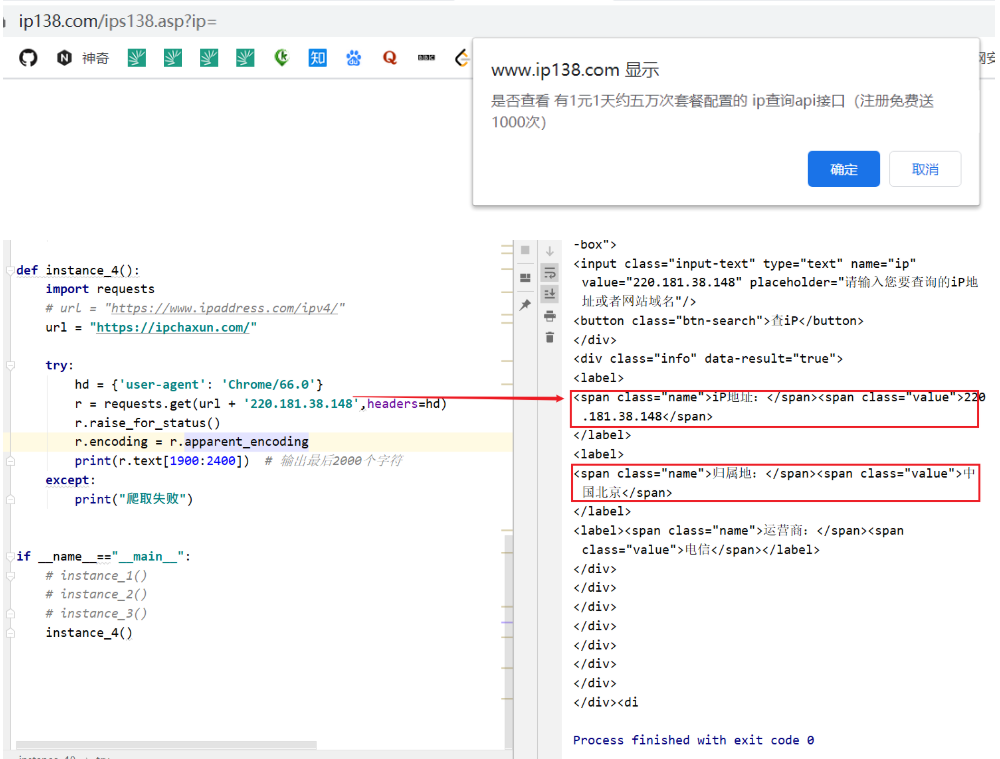 ip138.com/ips138.asp?ip=
神奇
知
Q
BBC
网安
www.ip138.com 显示
是否查看 有1元1天约五万次套餐配置的 ip查询api接口（注册免费送
1000次）
确定
取消
def instance_4():
import requests
# url = "https://www.ipaddress.com/ipv4/"
url = "https://ipchaxun.com/"
try:
hd = {'user-agent': 'Chrome/66.0'}
r = requests.get(url + '220.181.38.148',headers=hd)
r.raise_for_status()
r.encoding = r.apparent_encoding
print(r.text[1900:2400])  # 输出最后2000个字符
except:
print("爬取失败")
if __name__=="__main__":
# instance_1()
# instance_2()
# instance_3()
instance_4()
-box">
<input class="input-text" type="text" name="ip"
value="220.181.38.148" placeholder="请输入您要查询的iP地
址或者网站域名"/>
<button class="btn-search">查iP</button>
</div>
<div class="info" data-result="true">
<label>
<span class="name">iP地址：</span><span class="value">220
.181.38.148</span>
</label>
<label>
<span class="name">归属地：</span><span class="value">中
国北京</span>
</label>
<label><span class="name">运营商：</span><span
class="value">电信</span></label>
</div>
</div>
</div>
</div>
</div>
</div>
</div>
</div><di
Process finished with exit code 0